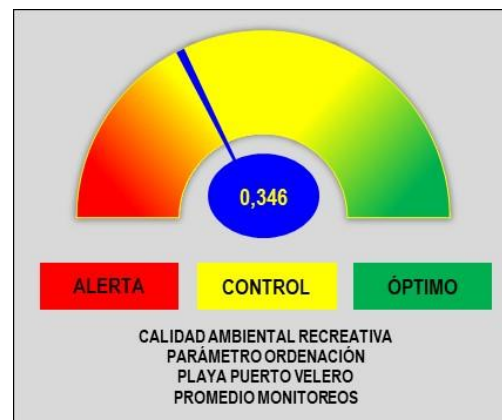 0,346
ALERTA CONTROL ÓPTIMO
CALIDAD AMBIENTAL RECREATIVA
PARÁMETRO ORDENACIÓN
PLAYA PUERTO VELERO
PROMEDIO MONITOREOS